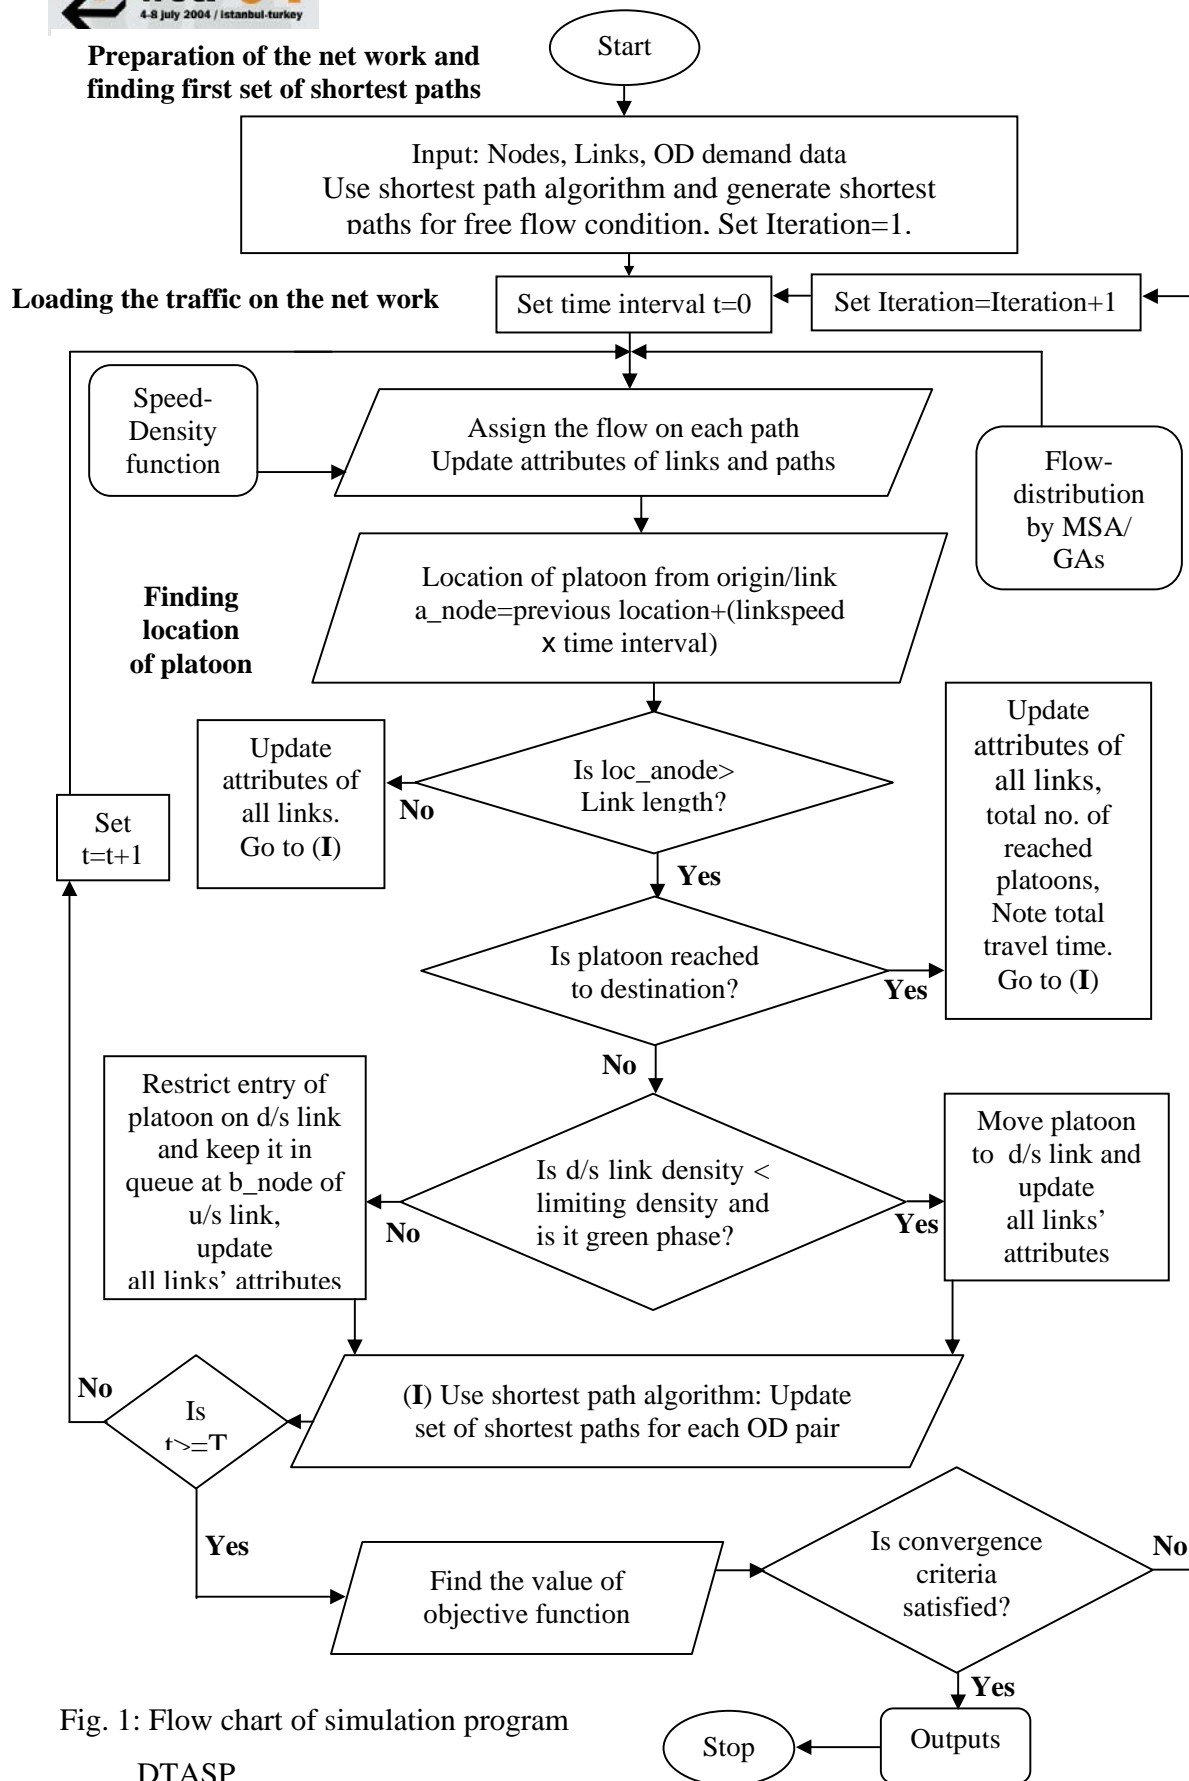 4-8 july 2004 / istanbul-turkey
Preparation of the net work and
finding first set of shortest paths
Start
Input: Nodes, Links, OD demand data
Use shortest path algorithm and generate shortest
paths for free flow condition. Set Iteration=1.
Loading the traffic on the net work
Set time interval t=0
Set Iteration=Iteration+1
Speed-
Density
function
Assign the flow on each path
Update attributes of links and paths
Flow-
distribution
by MSA/
GAs
Finding
location
of platoon
Location of platoon from origin/link
a_node=previous location+(linkspeed
x time interval)
Update
attributes of
all links.
Go to (I)
No
Is loc_anode>
Link length?
Update
attributes of
all links,
total no. of
reached
platoons,
Note total
travel time.
Go to (I)
Set
t=t+1
Yes
Is platoon reached
to destination?
Yes
No
Restrict entry of
platoon on d/s link
and keep it in
queue at b_node of
u/s link,
update
all links' attributes
No
Is d/s link density <
limiting density and
is it green phase?
Yes
Move platoon
to d/s link and
update
all links'
attributes
No
Is
t>=T
(I) Use shortest path algorithm: Update
set of shortest paths for each OD pair
Yes
Find the value of
objective function
Is convergence
criteria
satisfied?
No
Yes
Fig. 1: Flow chart of simulation program
DTASP
Stop
Outputs